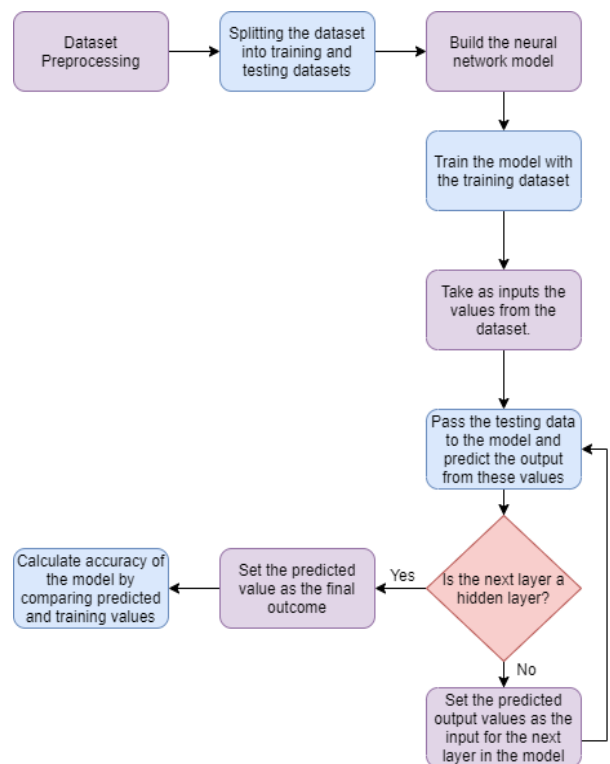 Dataset
Preprocessing
Splitting the dataset
into training and
testing datasets
Build the neural
network model
Train the model with
the training dataset
Take as inputs the
values from the
dataset.
Pass the testing data
to the model and
predict the output
from these values
Is the next layer a
hidden layer?
Yes
Set the predicted
value as the final
outcome
Calculate accuracy of
the model by
comparing predicted
and training values
No
Set the predicted
output values as the
input for the next
layer in the model